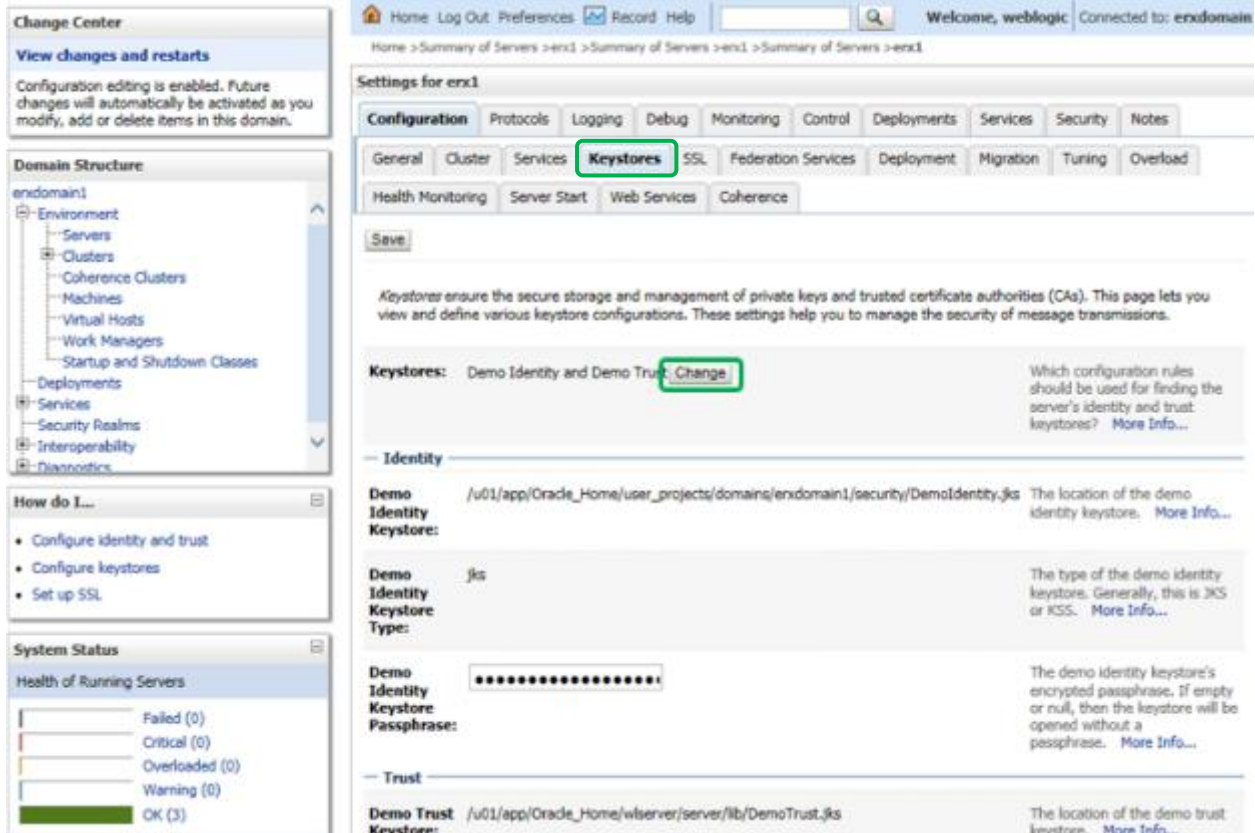 Change Center
View changes and restarts
Configuration editing is enabled. Future
changes will automatically be activated as you
modify, add or delete items in this domain.
Domain Structure
erxdomain1
Environment
Servers
Clusters
Coherence Clusters
Machines
Virtual Hosts
Work Managers
Startup and Shutdown Classes
Deployments
Services
Security Realms
Interoperability
Diagnostics
How do I...
Configure identity and trust
Configure keystores
Set up SSL
System Status
Health of Running Servers
Failed (0)
Critical (0)
Overloaded (0)
Warning (0)
OK (3)
Home Log Out Preferences Record Help
Welcome, weblogic Connected to: erxdomain
Home >Summary of Servers >erx1 >Summary of Servers >erx1 >Summary of Servers >erx1
Settings for erx1
Configuration Protocols Logging Debug Monitoring Control Deployments Services Security Notes
General Cluster Services Keystores SSL Federation Services Deployment Migration Tuning Overload
Health Monitoring Server Start Web Services Coherence
Save
Keystores ensure the secure storage and management of private keys and trusted certificate authorities (CAs). This page lets you
view and define various keystore configurations. These settings help you to manage the security of message transmissions.
Keystores: Demo Identity and Demo Trust Change
Which configuration rules
should be used for finding the
server's identity and trust
keystores? More Info...
Identity
Demo
Identity
Keystore:
/u01/app/Oracle_Home/user_projects/domains/erxdomain1/security/DemoIdentity.jks
The location of the demo
identity keystore. More Info...
Demo
Identity
Keystore
Type:
jks
The type of the demo identity
keystore. Generally, this is JKS
or KSS. More Info...
Demo
Identity
Keystore
Passphrase:
The demo identity keystore's
encrypted passphrase. If empty
or null, then the keystore will be
opened without a
passphrase. More Info...
Trust
Demo Trust
Keystore:
/u01/app/Oracle_Home/wlserver/server/lib/DemoTrust.jks
The location of the demo trust
keystore. More Info...